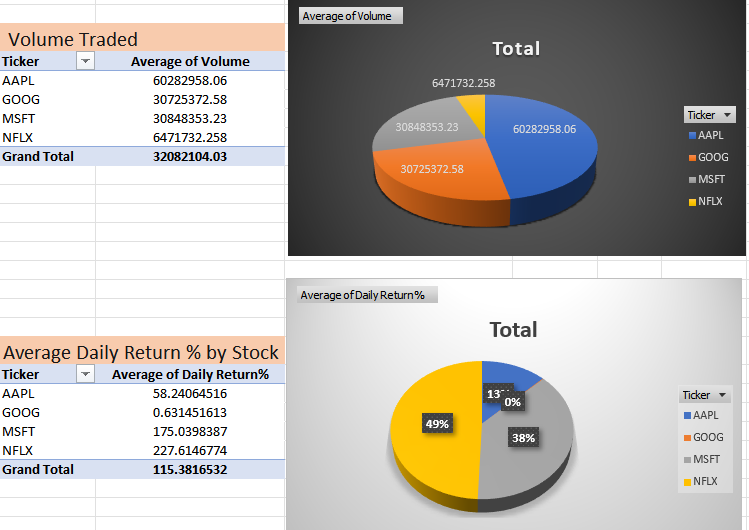 Volume Traded
Ticker Average of Volume
AAPL 60282958.06
GOOG 30725372.58
MSFT 30848353.23
NFLX 6471732.258
Grand Total 32082104.03
Average of Volume
Total
6471732.258
30848353.23
60282958.06
30725372.58
Ticker
AAPL
GOOG
MSFT
NFLX
Average Daily Return % by Stock
Ticker Average of Daily Return%
AAPL 58.24064516
GOOG 0.631451613
MSFT 175.0398387
NFLX 227.6146774
Grand Total 115.3816532
Average of Daily Return%
Total
13%
0%
49%
38%
Ticker
AAPL
GOOG
MSFT
NFLX